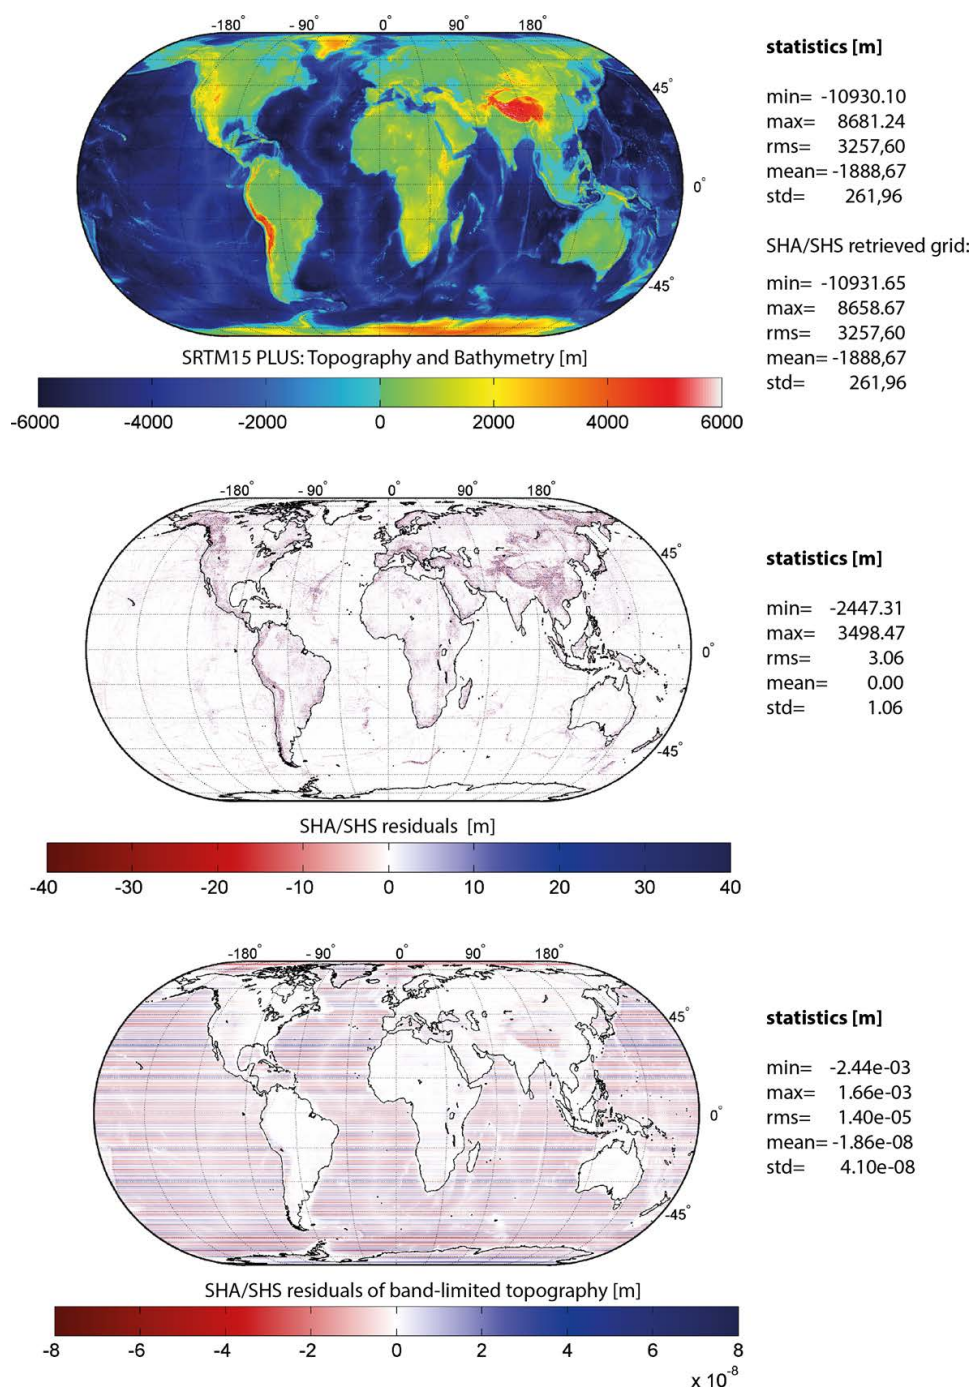 -180° -90° 0° 90° 180°
45°
0°
-45°
SRTM15 PLUS: Topography and Bathymetry [m]
-6000 -4000 -2000 0 2000 4000 6000
statistics [m]
min= -10930.10
max= 8681.24
rms= 3257,60
mean= -1888,67
std= 261,96
SHA/SHS retrieved grid:
min= -10931.65
max= 8658.67
rms= 3257,60
mean= -1888,67
std= 261,96
-180° -90° 0° 90° 180°
45°
0°
-45°
SHA/SHS residuals [m]
-40 -30 -20 -10 0 10 20 30 40
statistics [m]
min= -2447.31
max= 3498.47
rms= 3.06
mean= 0.00
std= 1.06
-180° -90° 0° 90° 180°
45°
0°
-45°
SHA/SHS residuals of band-limited topography [m]
-8 -6 -4 -2 0 2 4 6 8
x 10⁻⁸
statistics [m]
min= -2.44e-03
max= 1.66e-03
rms= 1.40e-05
mean= -1.86e-08
std= 4.10e-08